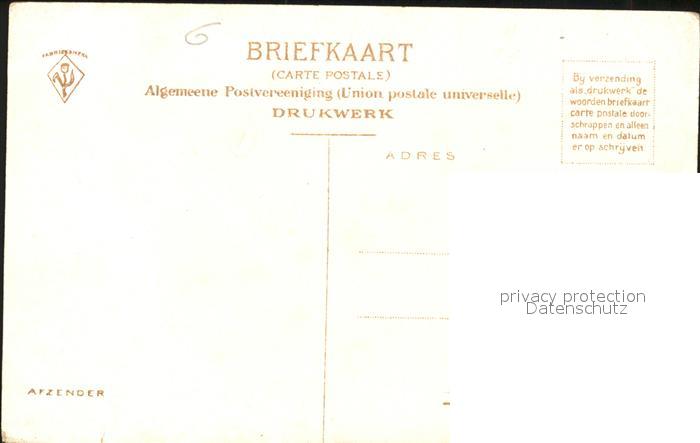 6
FABRIEKSMERK
BRIEFKAART
(CARTE POSTALE)
Algemeene Postvereeniging (Union postale universelle)
DRUKWERK
By verzending
als „drukwerk" de
woorden briefkaart
carte postale door-
schrappen en alleen
naam en datum
er op schrijven
ADRES
privacy protection
Datenschutz
AFZENDER